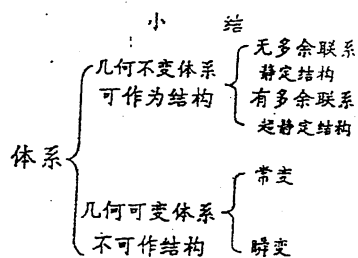 小 结
体系
几何不变体系
可作为结构
无多余联系
静定结构
有多余联系
超静定结构
几何可变体系
不可作结构
常变
瞬变